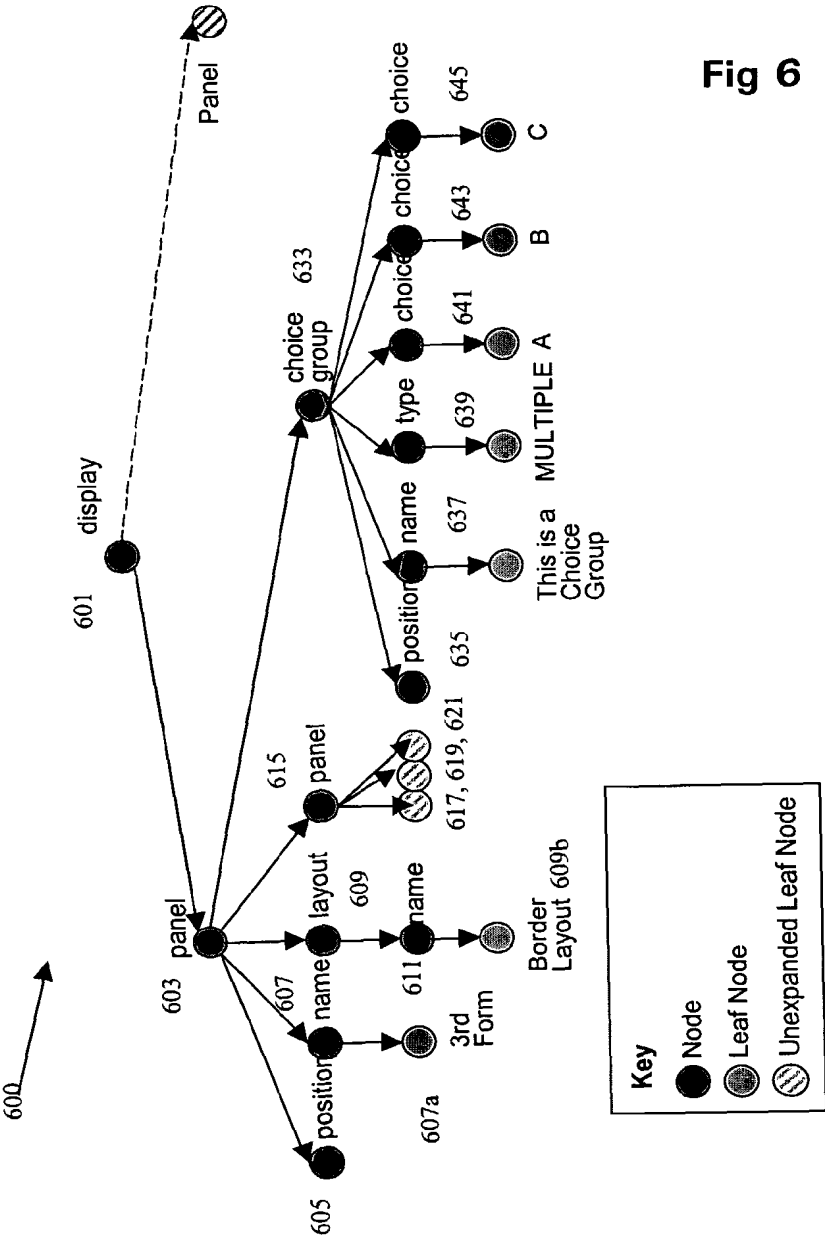 600
Fig 6
601
display
Panel
603
panel
605
position
607
name
609
layout
615
panel
choice
group
633
607a
3rd
Form
611
name
Border
Layout 609b
617, 619, 621
position
635
name
637
This is a
Choice
Group
type
639
MULTIPLE
choice
641
A
choice
643
B
choice
645
C
Key
Node
Leaf Node
Unexpanded Leaf Node